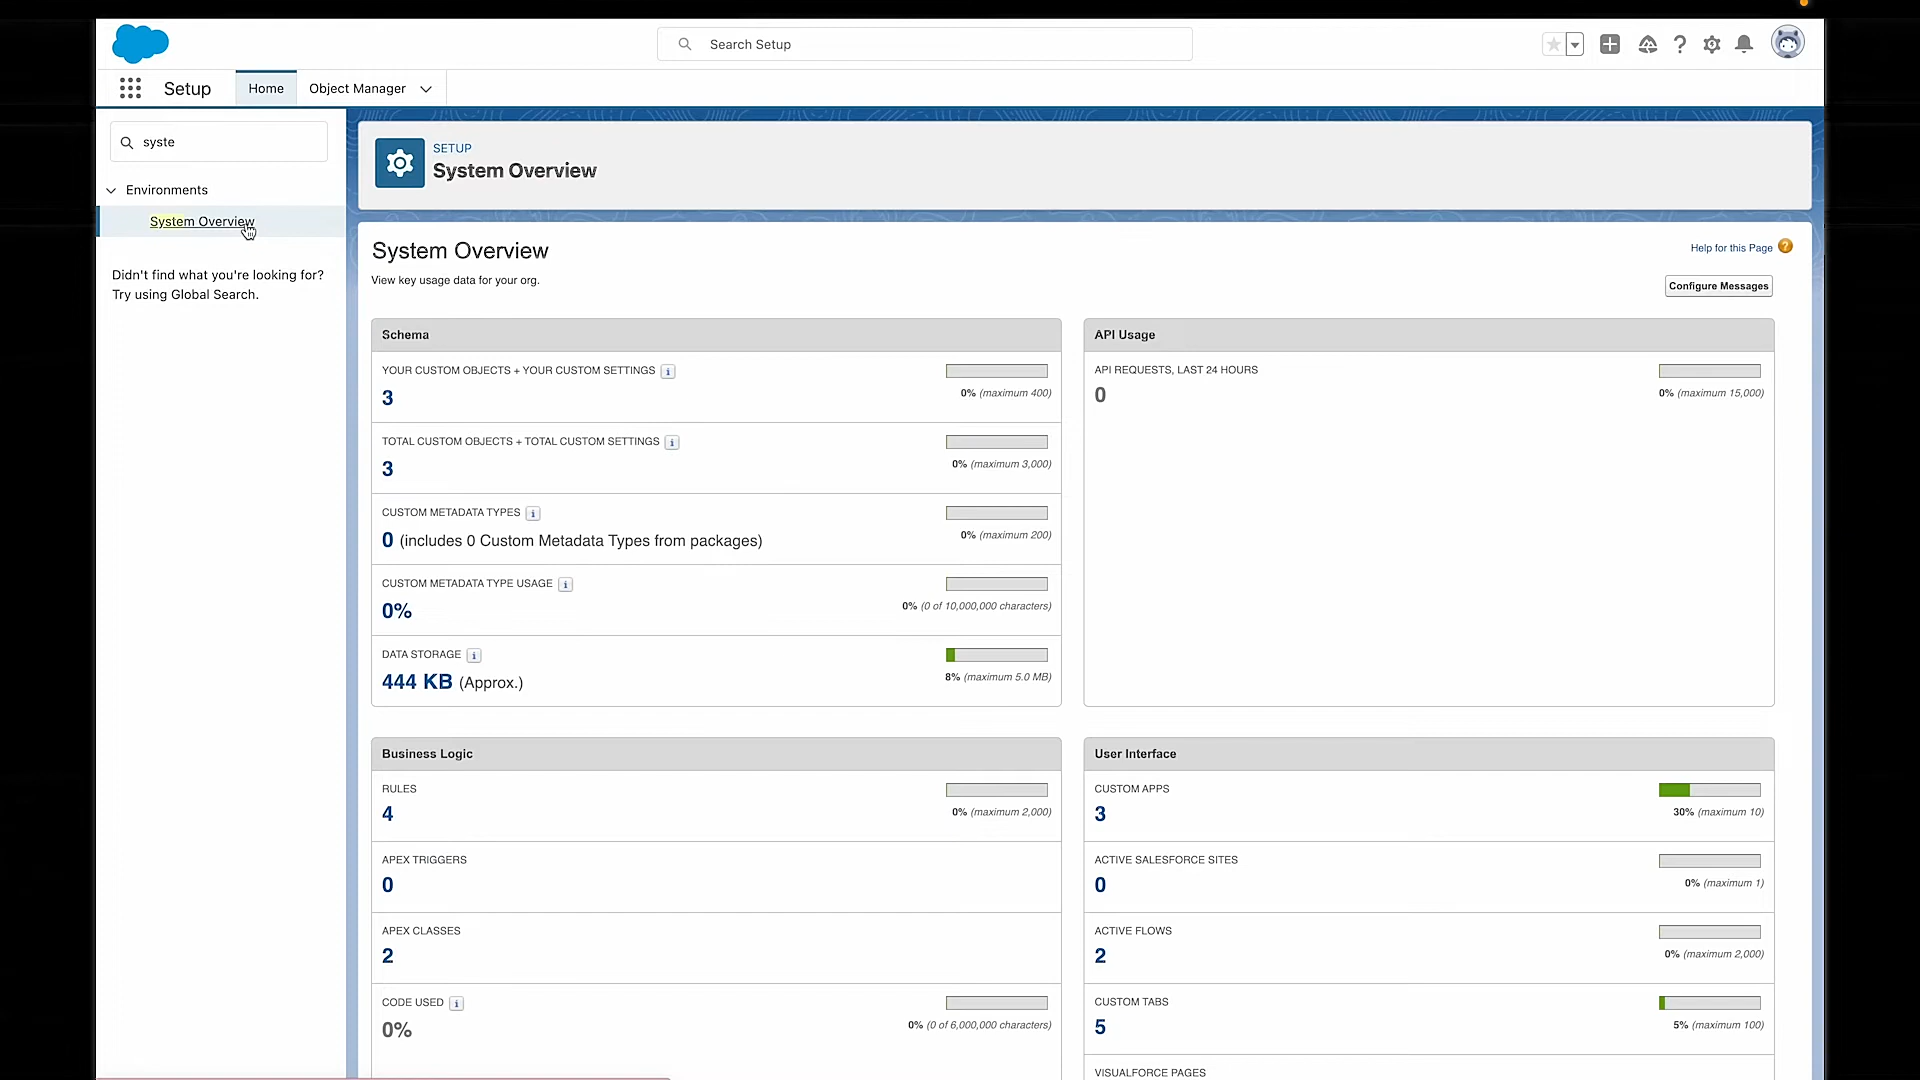 Search Setup
Setup
Home
Object Manager
syste
Environments
System Overview
Didn't find what you're looking for?
Try using Global Search.
SETUP
System Overview
System Overview
View key usage data for your org.
Help for this Page
Configure Messages
Schema
YOUR CUSTOM OBJECTS + YOUR CUSTOM SETTINGS
3
0% (maximum 400)
TOTAL CUSTOM OBJECTS + TOTAL CUSTOM SETTINGS
3
0% (maximum 3,000)
CUSTOM METADATA TYPES
0 (includes 0 Custom Metadata Types from packages)
0% (maximum 200)
CUSTOM METADATA TYPE USAGE
0%
0% (0 of 10,000,000 characters)
DATA STORAGE
444 KB (Approx.)
8% (maximum 5.0 MB)
API Usage
API REQUESTS, LAST 24 HOURS
0
0% (maximum 15,000)
Business Logic
RULES
4
0% (maximum 2,000)
APEX TRIGGERS
0
APEX CLASSES
2
CODE USED
0%
0% (0 of 6,000,000 characters)
User Interface
CUSTOM APPS
3
30% (maximum 10)
ACTIVE SALESFORCE SITES
0
0% (maximum 1)
ACTIVE FLOWS
2
0% (maximum 2,000)
CUSTOM TABS
5
5% (maximum 100)
VISUALFORCE PAGES